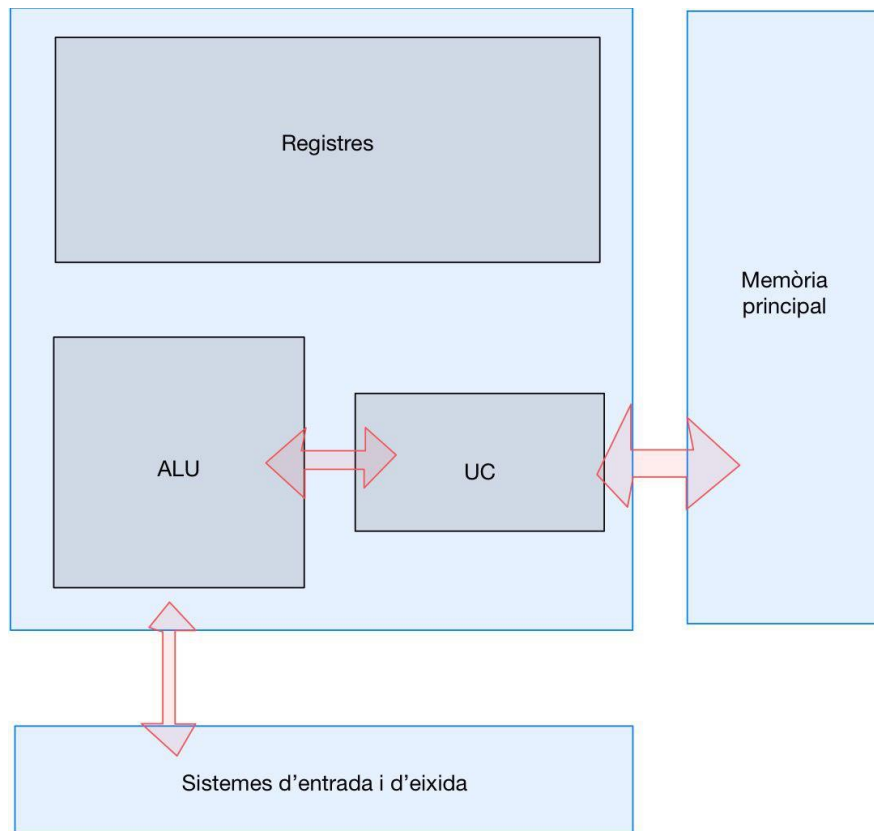 Registres
Memòria
principal
ALU
UC
Sistemes d’entrada i d’eixida